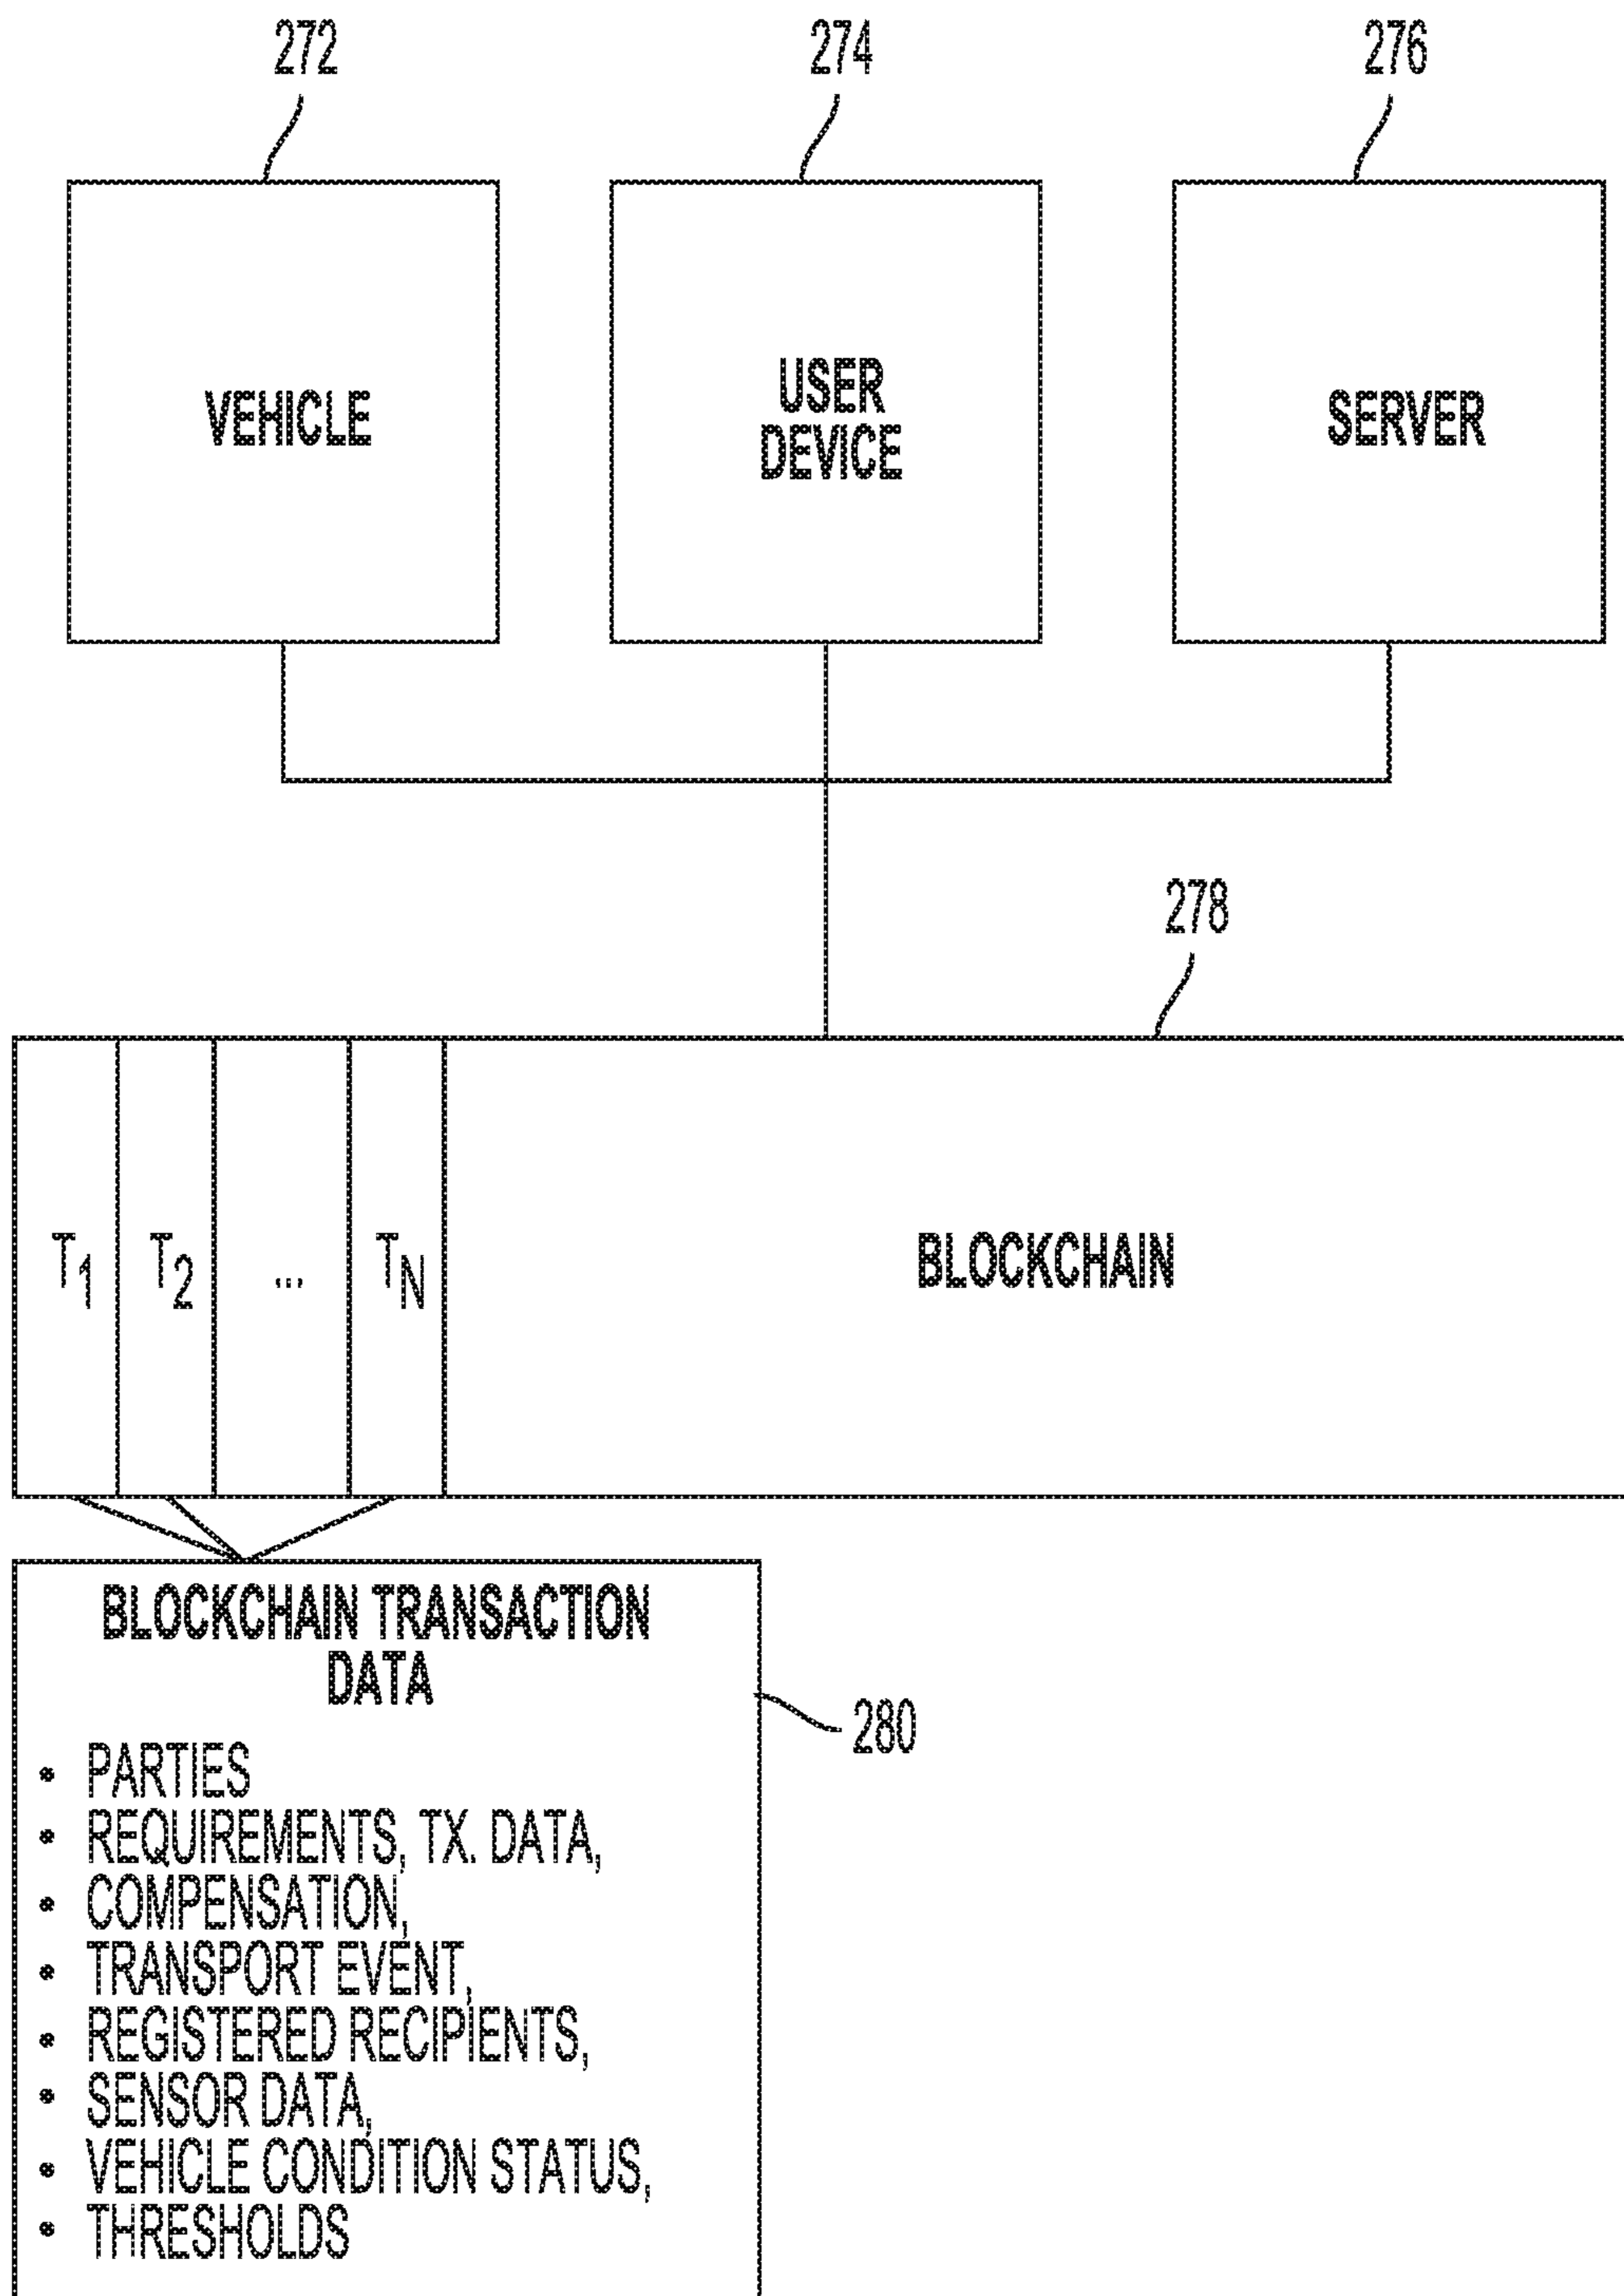 272
274
276
VEHICLE
USER
DEVICE
SERVER
278
T1
T2
...
TN
BLOCKCHAIN
BLOCKCHAIN TRANSACTION
DATA
280
• PARTIES
• REQUIREMENTS, TX. DATA,
• COMPENSATION,
• TRANSPORT EVENT,
• REGISTERED RECIPIENTS,
• SENSOR DATA,
• VEHICLE CONDITION STATUS,
• THRESHOLDS